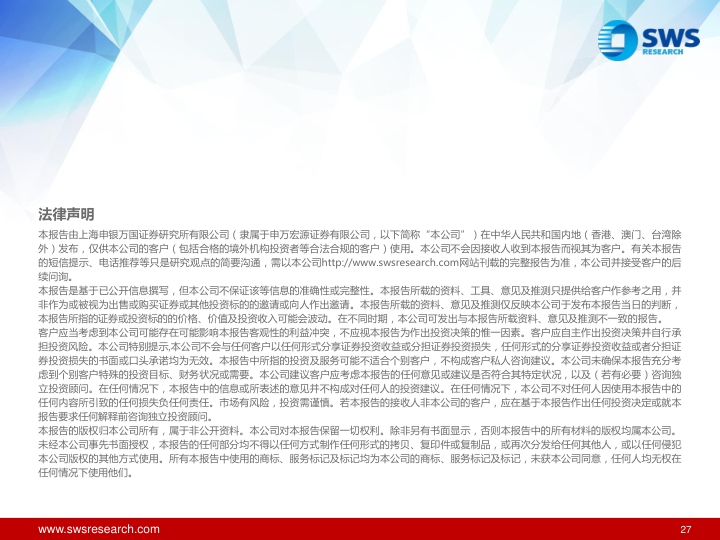 SWS
RESEARCH
法律声明
本报告由上海申银万国证券研究所有限公司（隶属于申万宏源证券有限公司，以下简称“本公司”）在中华人民共和国内地（香港、澳门、台湾除
外）发布，仅供本公司的客户（包括合格的境外机构投资者等合法合规的客户）使用。本公司不会因接收人收到本报告而视其为客户。有关本报告
的短信提示、电话推荐等只是研究观点的简要沟通，需以本公司http://www.swsresearch.com网站刊载的完整报告为准，本公司并接受客户的后
续问询。
本报告是基于已公开信息撰写，但本公司不保证该等信息的准确性或完整性。本报告所载的资料、工具、意见及推测只提供给客户作参考之用，并
非作为或被视为出售或购买证券或其他投资标的的邀请或向人作出邀请。本报告所载的资料、意见及推测仅反映本公司于发布本报告当日的判断，
本报告所指的证券或投资标的的价格、价值及投资收入可能会波动。在不同时期，本公司可发出与本报告所载资料、意见及推测不一致的报告。
客户应当考虑到本公司可能存在可能影响本报告客观性的利益冲突，不应视本报告为作出投资决策的惟一因素。客户应自主作出投资决策并自行承
担投资风险。本公司特别提示,本公司不会与任何客户以任何形式分享证券投资收益或分担证券投资损失，任何形式的分享证券投资收益或者分担证
券投资损失的书面或口头承诺均为无效。本报告中所指的投资及服务可能不适合个别客户，不构成客户私人咨询建议。本公司未确保本报告充分考
虑到个别客户特殊的投资目标、财务状况或需要。本公司建议客户应考虑本报告的任何意见或建议是否符合其特定状况，以及（若有必要）咨询独
立投资顾问。在任何情况下，本报告中的信息或所表述的意见并不构成对任何人的投资建议。在任何情况下，本公司不对任何人因使用本报告中的
任何内容所引致的任何损失负任何责任。市场有风险，投资需谨慎。若本报告的接收人非本公司的客户，应在基于本报告作出任何投资决定或就本
报告要求任何解释前咨询独立投资顾问。
本报告的版权归本公司所有，属于非公开资料。本公司对本报告保留一切权利。除非另有书面显示，否则本报告中的所有材料的版权均属本公司。
未经本公司事先书面授权，本报告的任何部分均不得以任何方式制作任何形式的拷贝、复印件或复制品，或再次分发给任何其他人，或以任何侵犯
本公司版权的其他方式使用。所有本报告中使用的商标、服务标记及标记均为本公司的商标、服务标记及标记，未获本公司同意，任何人均无权在
任何情况下使用他们。
www.swsresearch.com
27